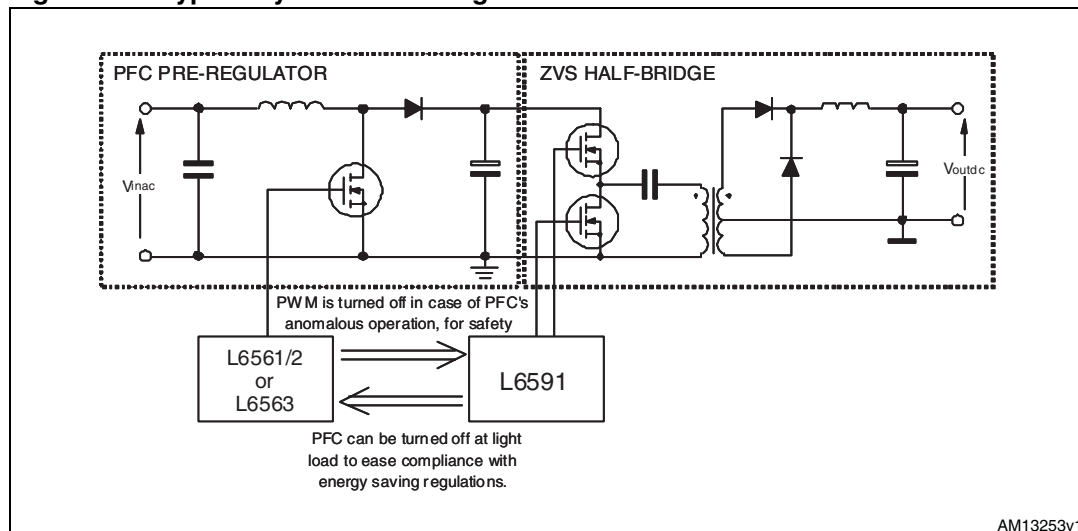 PFC PRE-REGULATOR
ZVS HALF-BRIDGE
Vinac
Voutdc
PWM is turned off in case of PFC's
anomalous operation, for safety
L6561/2
or
L6563
L6591
PFC can be turned off at light
load to ease compliance with
energy saving regulations.
AM13253v1